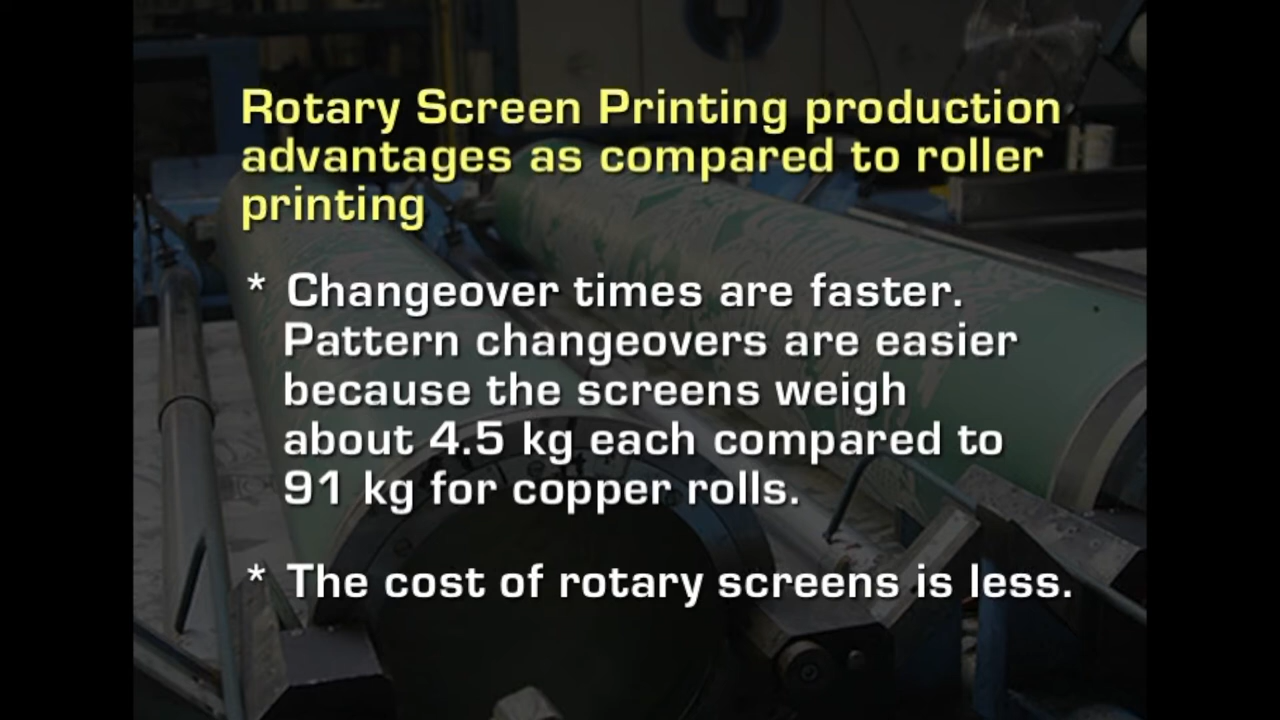 Rotary Screen Printing production
advantages as compared to roller
printing
* Changeover times are faster.
Pattern changeovers are easier
because the screens weigh
about 4.5 kg each compared to
91 kg for copper rolls.
* The cost of rotary screens is less.